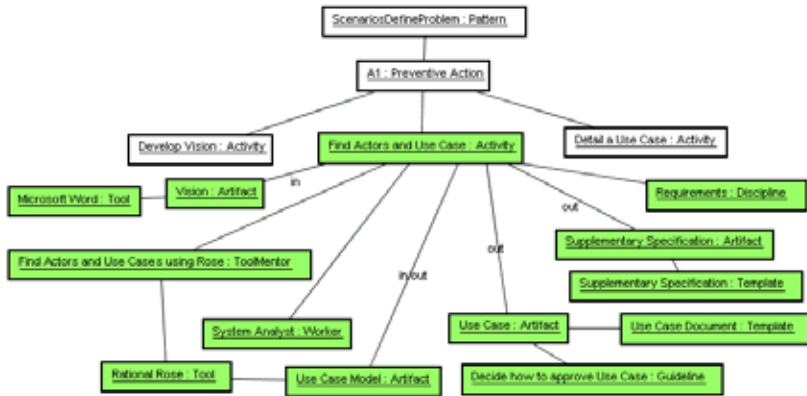 ScenariosDefineProblem : Pattern
A1 : Preventive Action
Develop Vision : Activity
Find Actors and Use Case : Activity
Detail a Use Case : Activity
in
Microsoft Word : Tool
Vision : Artifact
Requirements : Discipline
out
Supplementary Specification : Artifact
out
Find Actors and Use Cases using Rose : ToolMentor
in/out
Supplementary Specification : Template
System Analyst : Worker
Use Case : Artifact
Use Case Document : Template
Rational Rose : Tool
Use Case Model : Artifact
Decide how to approve Use Case : Guideline